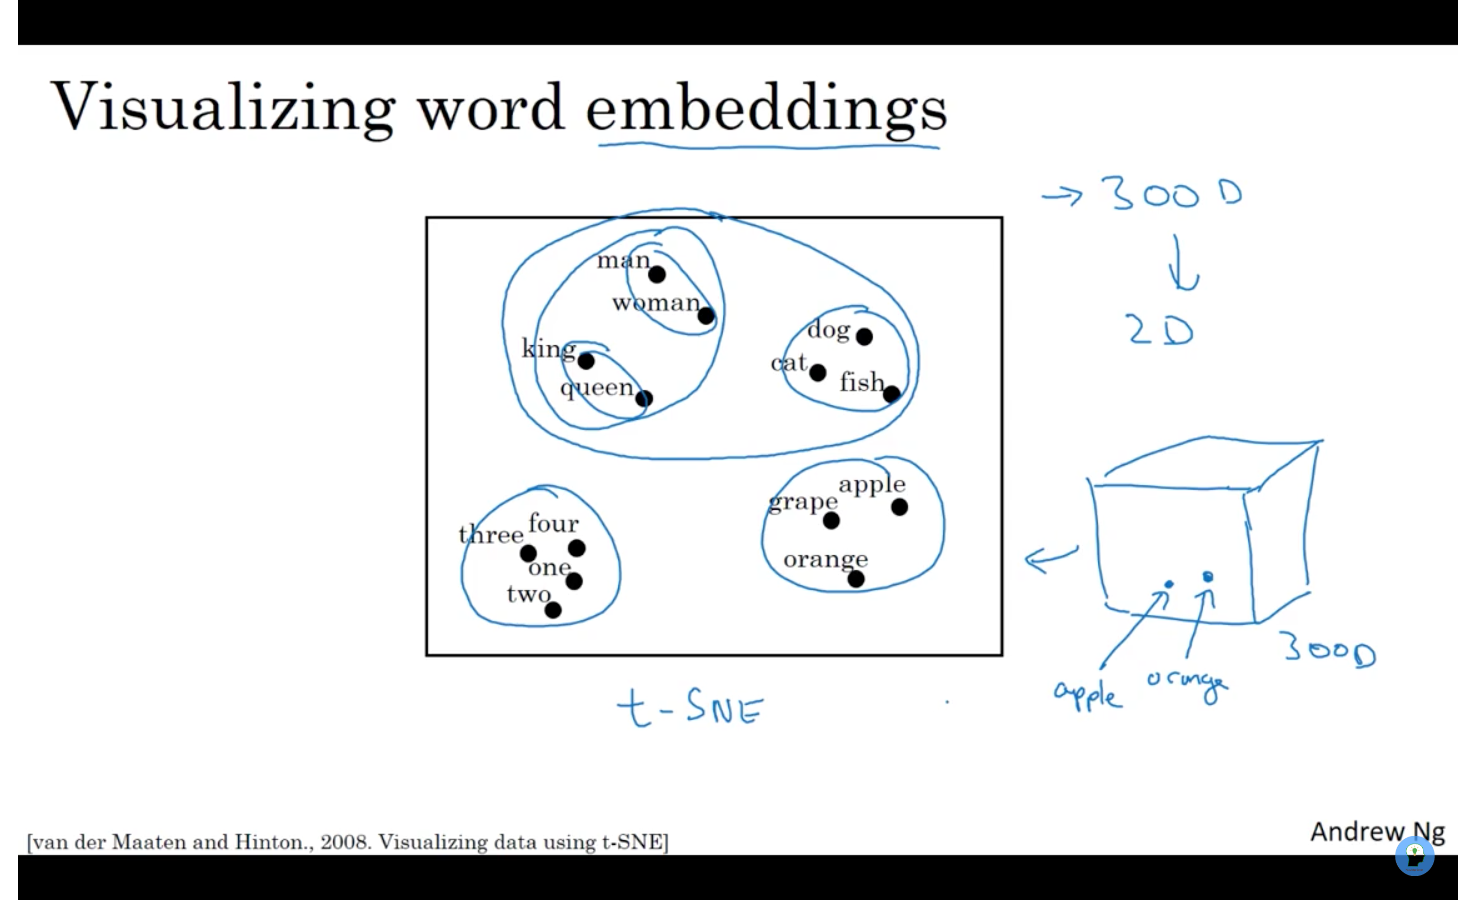 Visualizing word embeddings
→ 300 D
↓
2 D
man
woman
king
queen
dog
cat
fish
three
four
one
two
grape
apple
orange
300D
apple
orange
t-SNE
[van der Maaten and Hinton., 2008. Visualizing data using t-SNE]
Andrew Ng